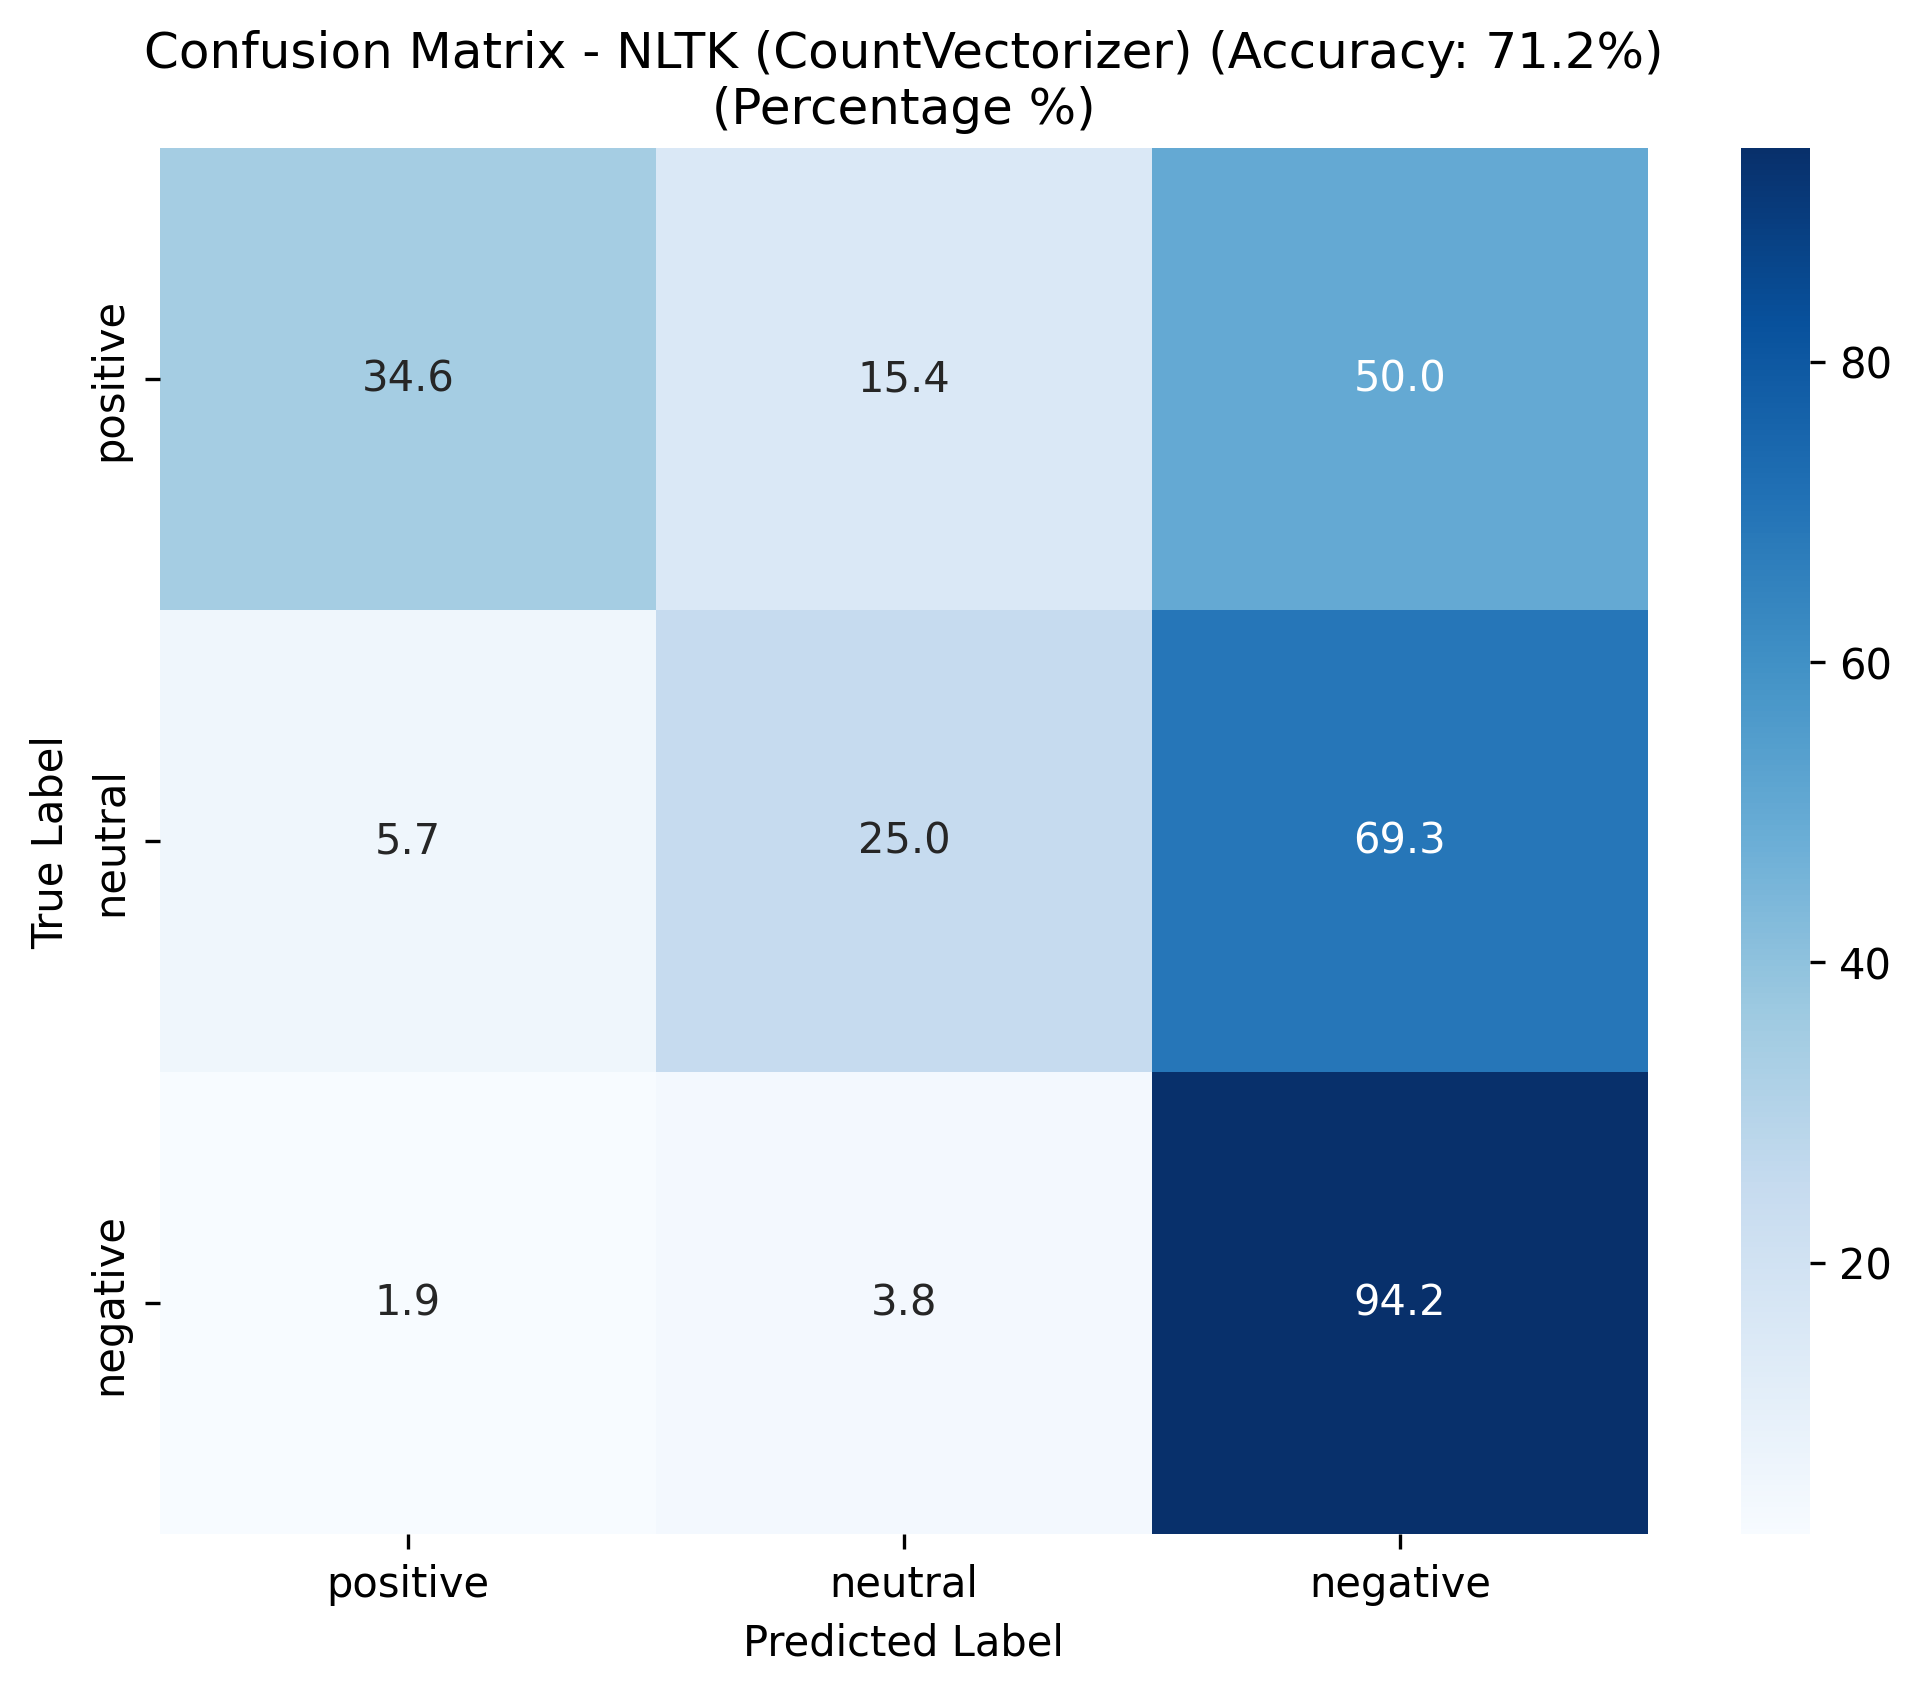 Confusion Matrix - NLTK (CountVectorizer) (Accuracy: 71.2%)
(Percentage %)
True Label
positive
34.6
15.4
50.0
neutral
5.7
25.0
69.3
negative
1.9
3.8
94.2
positive
neutral
negative
Predicted Label
80
60
40
20